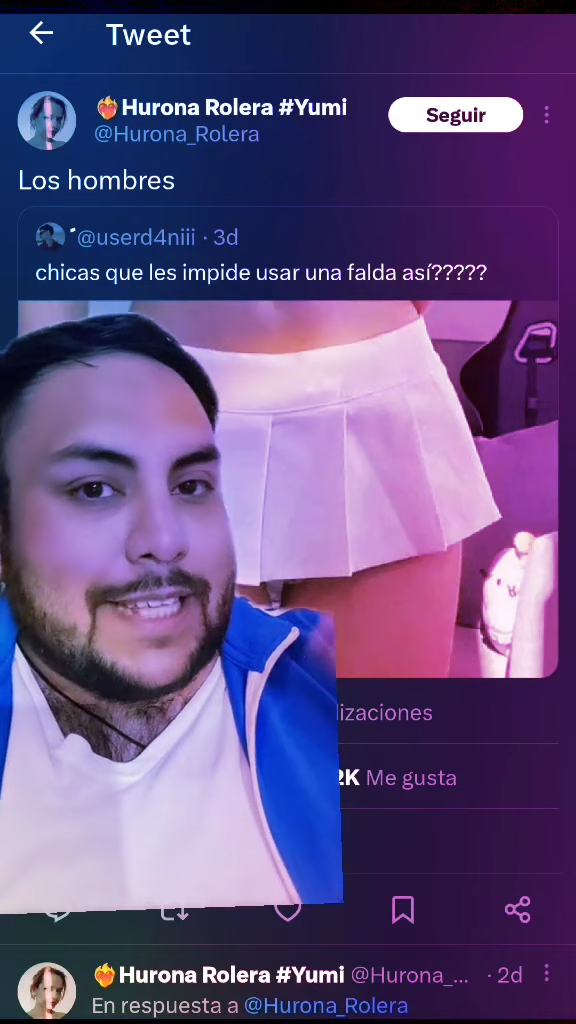 Tweet
❤️‍🔥Hurona Rolera #Yumi
Seguir
@Hurona_Rolera
Los hombres
@userd4niii · 3d
chicas que les impide usar una falda así?????
2K Me gusta
❤️‍🔥Hurona Rolera #Yumi @Hurona_... · 2d
En respuesta a @Hurona_Rolera